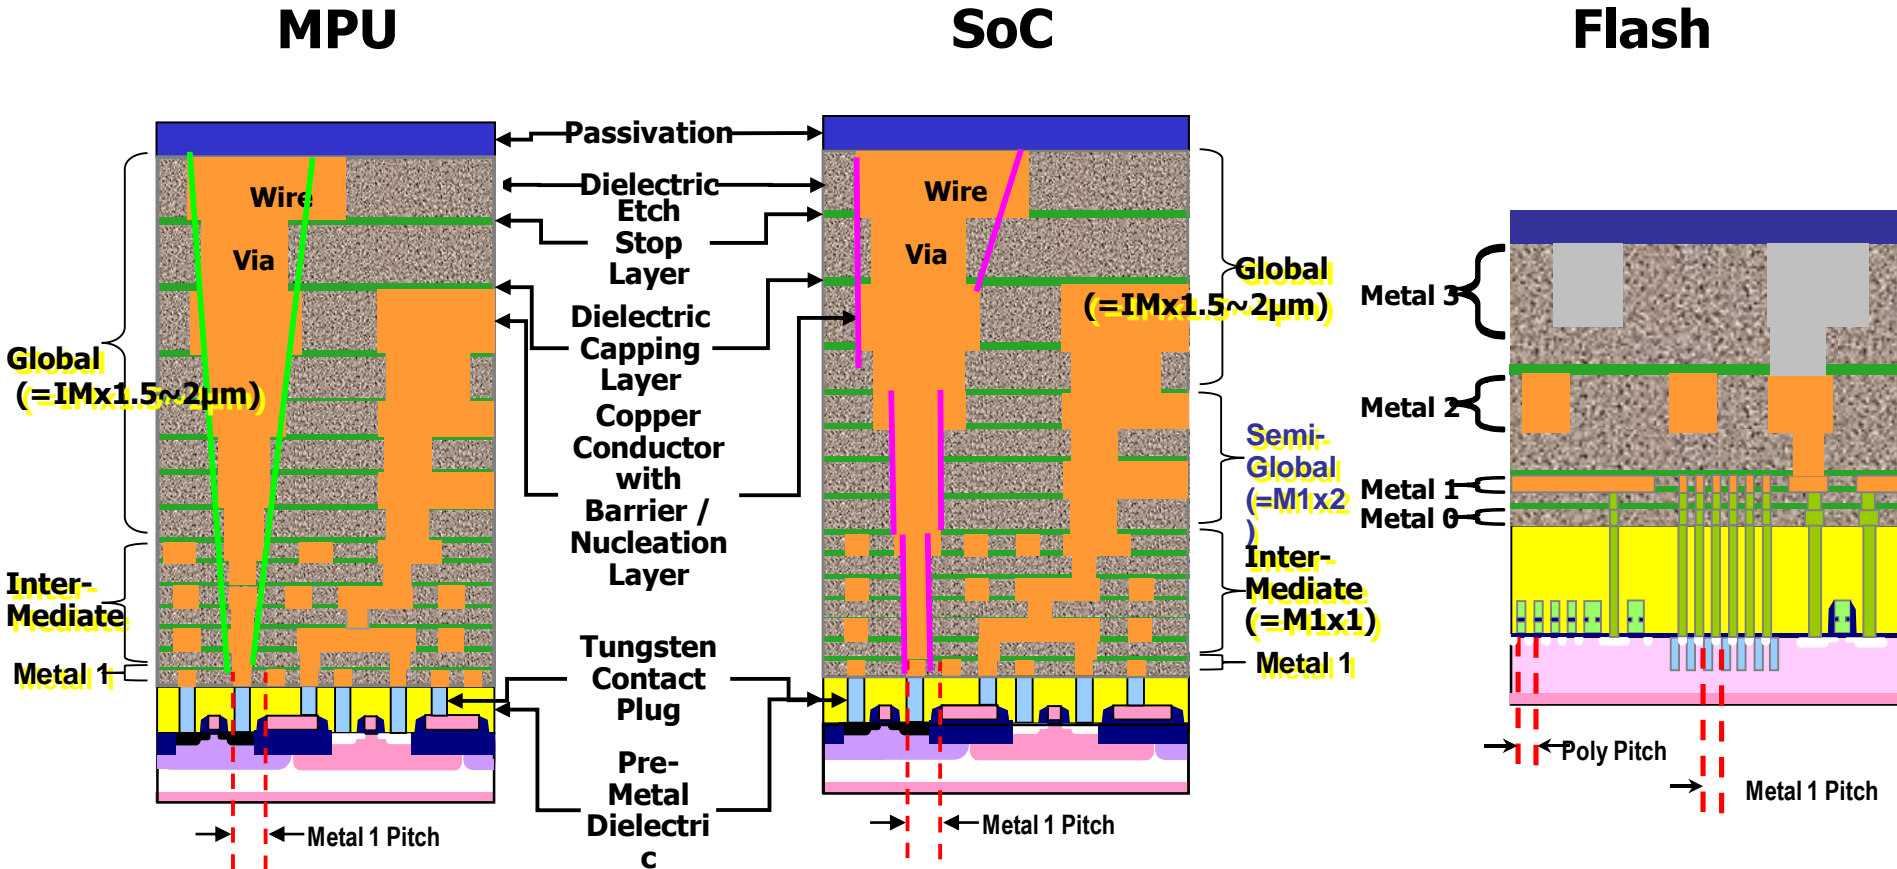 MPU
SoC
Flash
Passivation
Dielectric
Etch
Stop
Layer
Dielectric
Capping
Layer
Copper
Conductor
with
Barrier /
Nucleation
Layer
Tungsten
Contact
Plug
Pre-
Metal
Dielectri
c
Wire
Via
Global
(=IMx1.5~2µm)
Inter-
Mediate
Metal 1
Metal 1 Pitch
Wire
Via
Global
(=IMx1.5~2µm)
Semi-
Global
(=M1x2
)
Inter-
Mediate
(=M1x1)
Metal 1
Metal 1 Pitch
Metal 3
Metal 2
Metal 1
Metal 0
Poly Pitch
Metal 1 Pitch